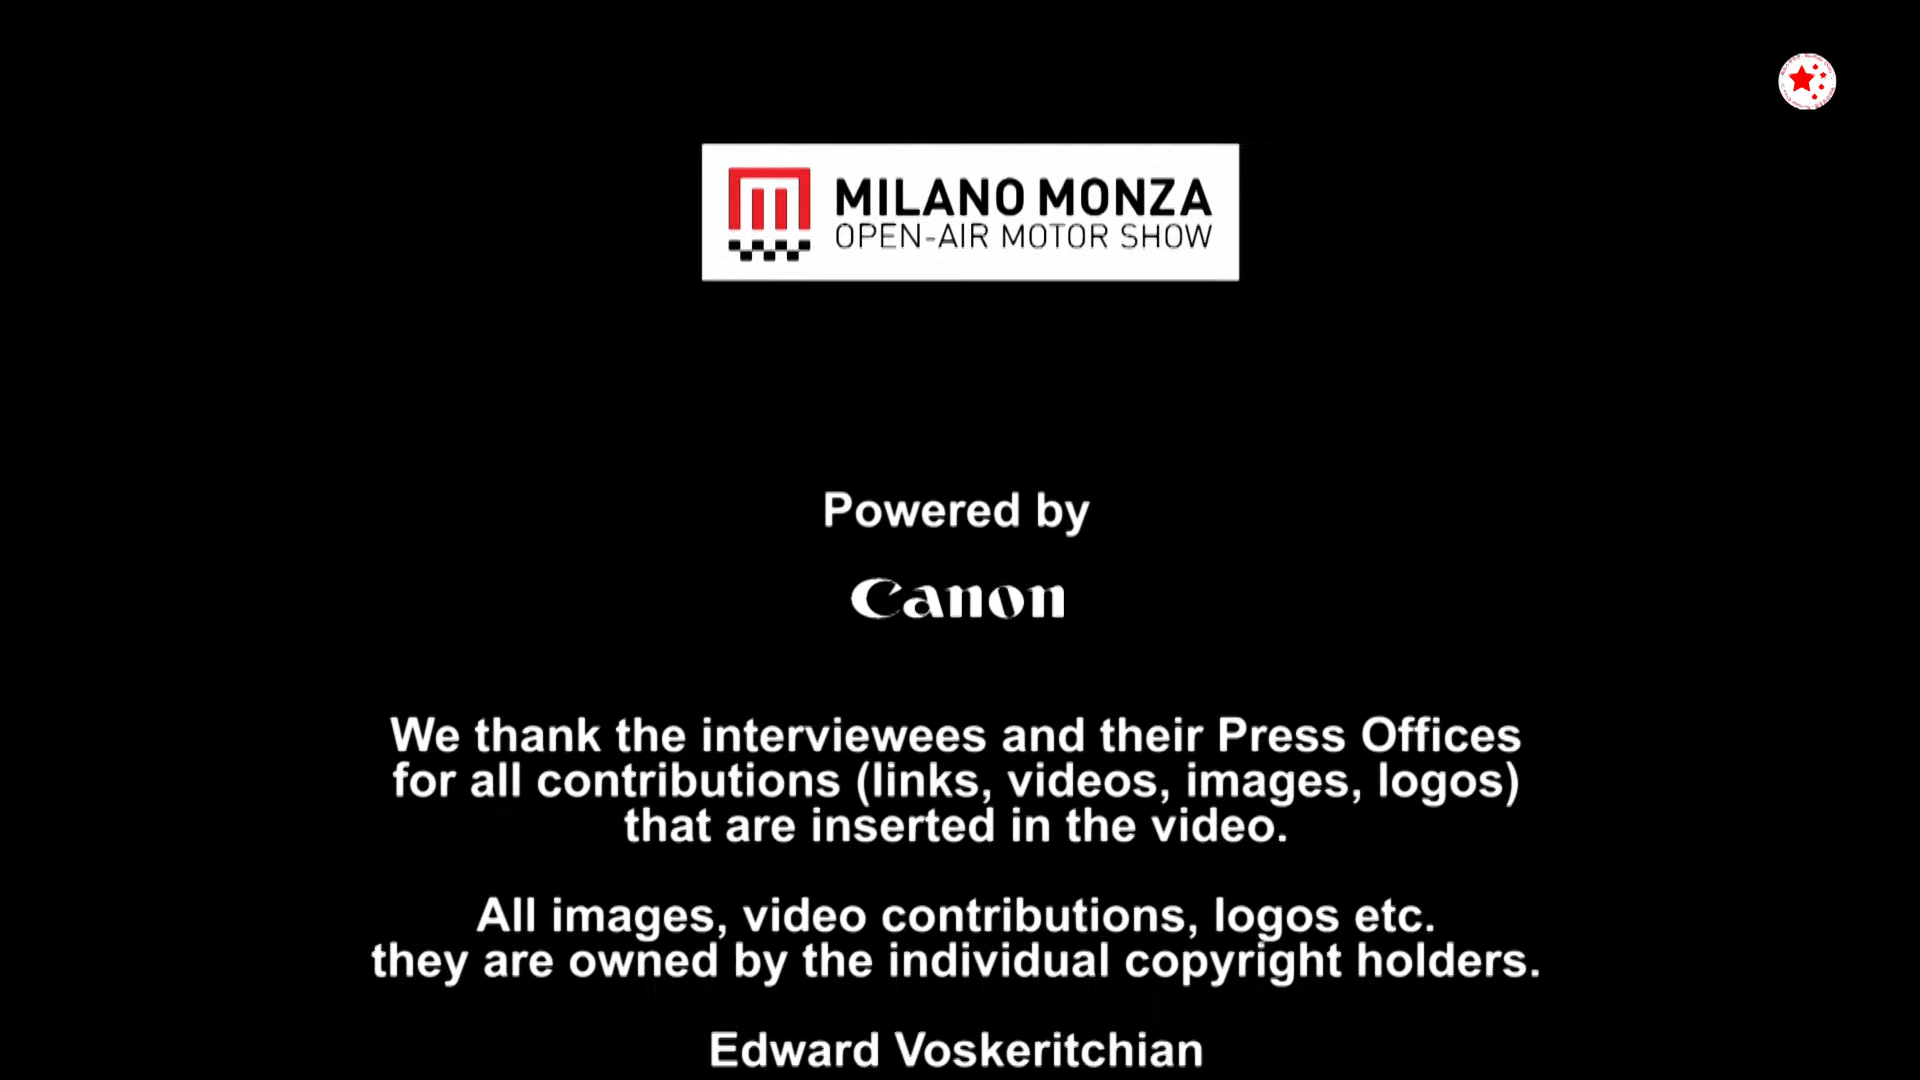 MILANO MONZA
OPEN-AIR MOTOR SHOW
Powered by
Canon
We thank the interviewees and their Press Offices
for all contributions (links, videos, images, logos)
that are inserted in the video.
All images, video contributions, logos etc.
they are owned by the individual copyright holders.
Edward Voskeritchian